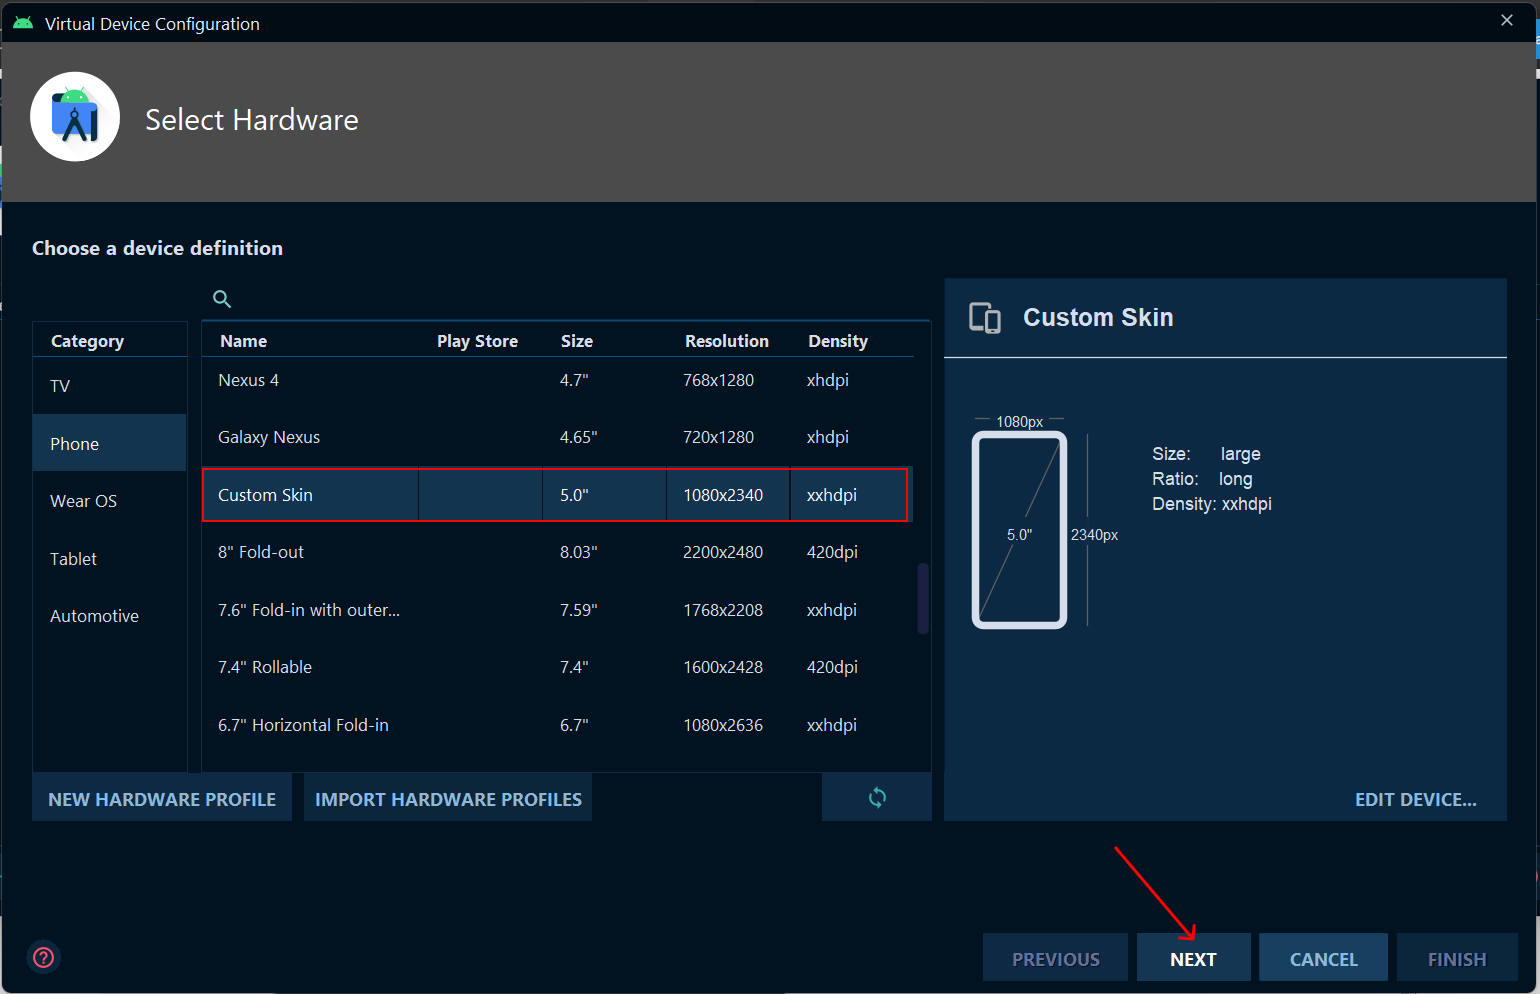 Virtual Device Configuration
Select Hardware
Choose a device definition
Category
TV
Phone
Wear OS
Tablet
Automotive
Name Play Store Size Resolution Density
Nexus 4 4.7" 768x1280 xhdpi
Galaxy Nexus 4.65" 720x1280 xhdpi
Custom Skin 5.0" 1080x2340 xxhdpi
8" Fold-out 8.03" 2200x2480 420dpi
7.6" Fold-in with outer... 7.59" 1768x2208 xxhdpi
7.4" Rollable 7.4" 1600x2428 420dpi
6.7" Horizontal Fold-in 6.7" 1080x2636 xxhdpi
NEW HARDWARE PROFILE IMPORT HARDWARE PROFILES
Custom Skin
1080px
5.0" 2340px
Size: large
Ratio: long
Density: xxhdpi
EDIT DEVICE...
PREVIOUS NEXT CANCEL FINISH